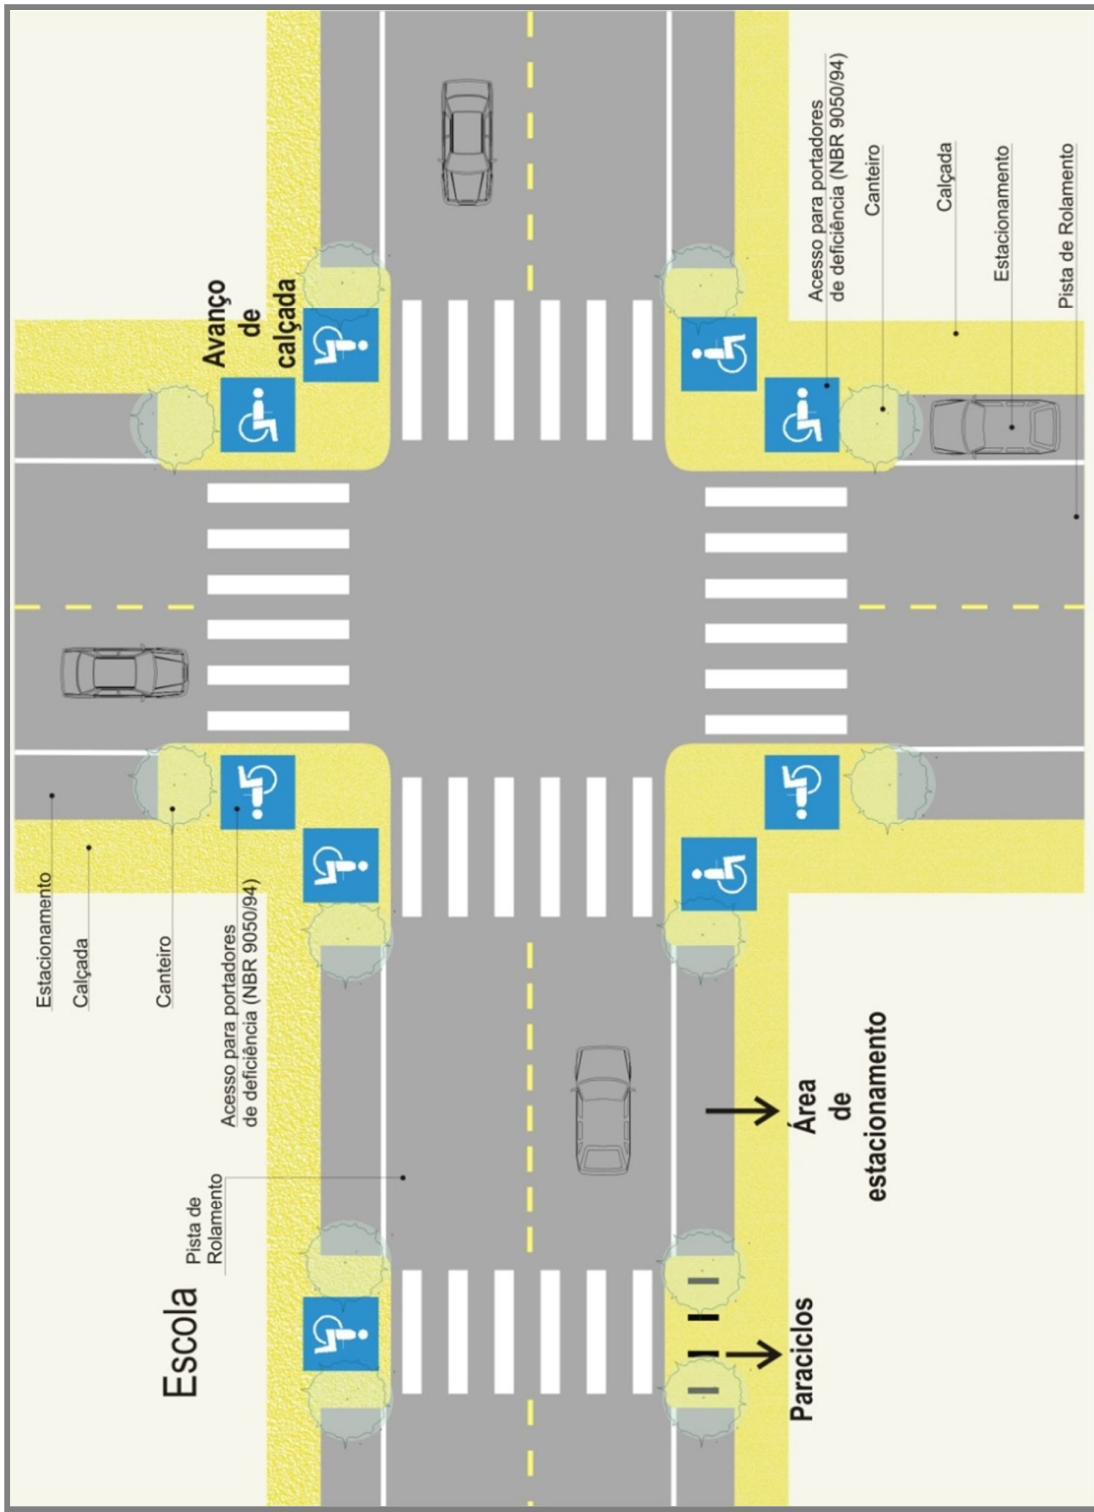 Avanço
de
calçada
Acesso para portadores
de deficiência (NBR 9050/94)
Canteiro
Calçada
Estacionamento
Pista de Rolamento
Estacionamento
Calçada
Canteiro
Acesso para portadores
de deficiência (NBR 9050/94)
Pista de
Rolamento
Escola
Área
de
estacionamento
Paraciclos